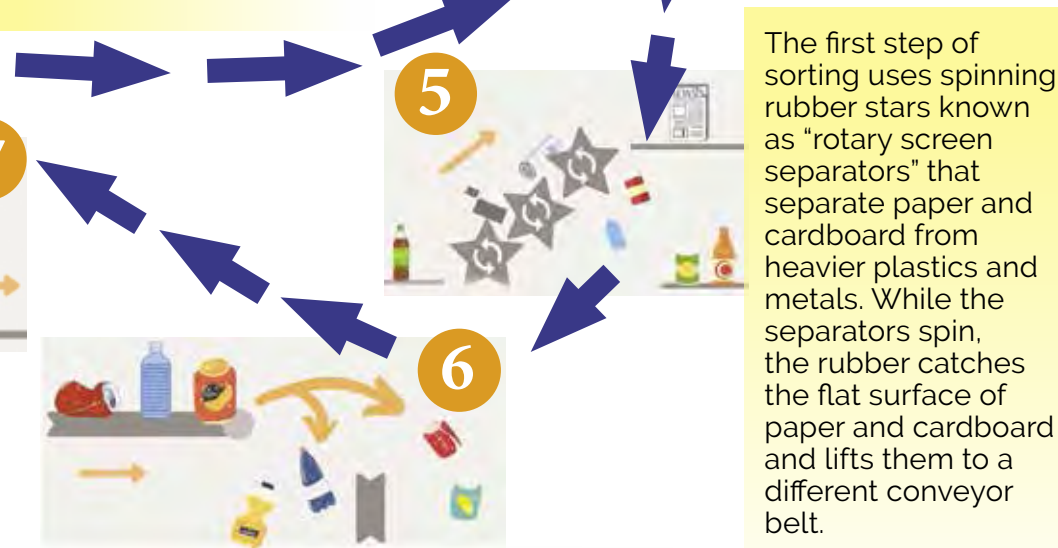 5
The first step of
sorting uses spinning
rubber stars known
as “rotary screen
separators” that
separate paper and
cardboard from
heavier plastics and
metals. While the
separators spin,
the rubber catches
the flat surface of
paper and cardboard
and lifts them to a
different conveyor
belt.
6